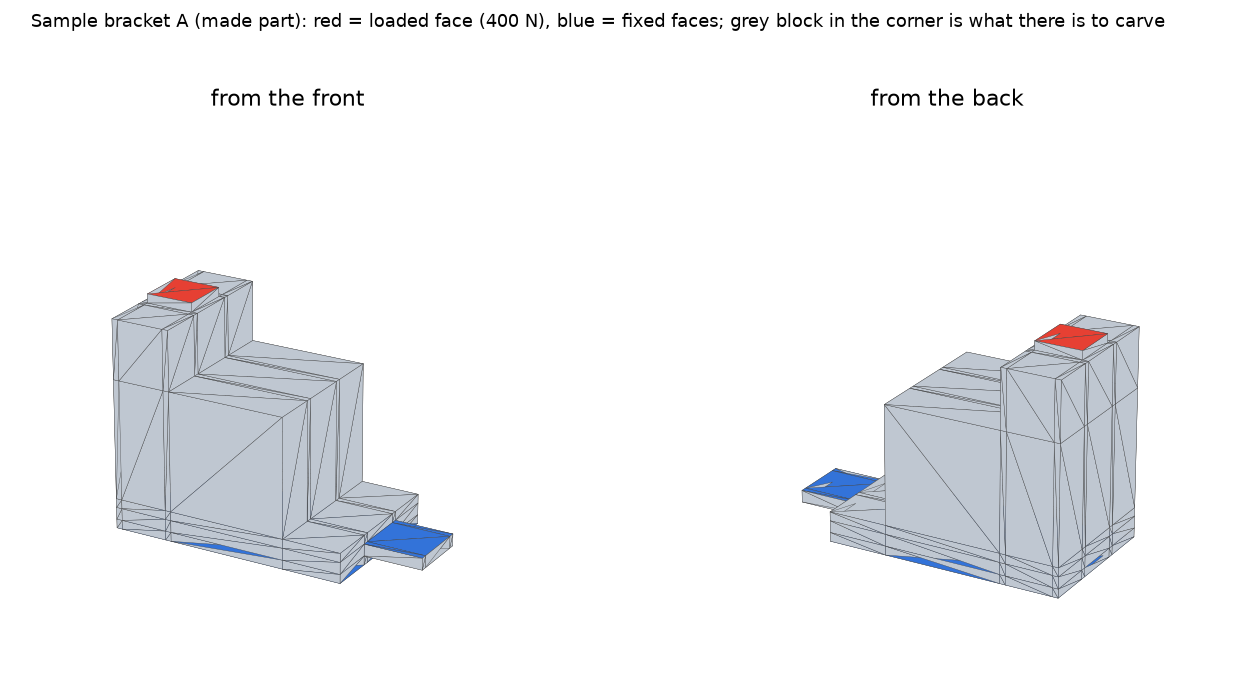 Sample bracket A (made part): red = loaded face (400 N), blue = fixed faces; grey block in the corner is what there is to carve
from the front
from the back